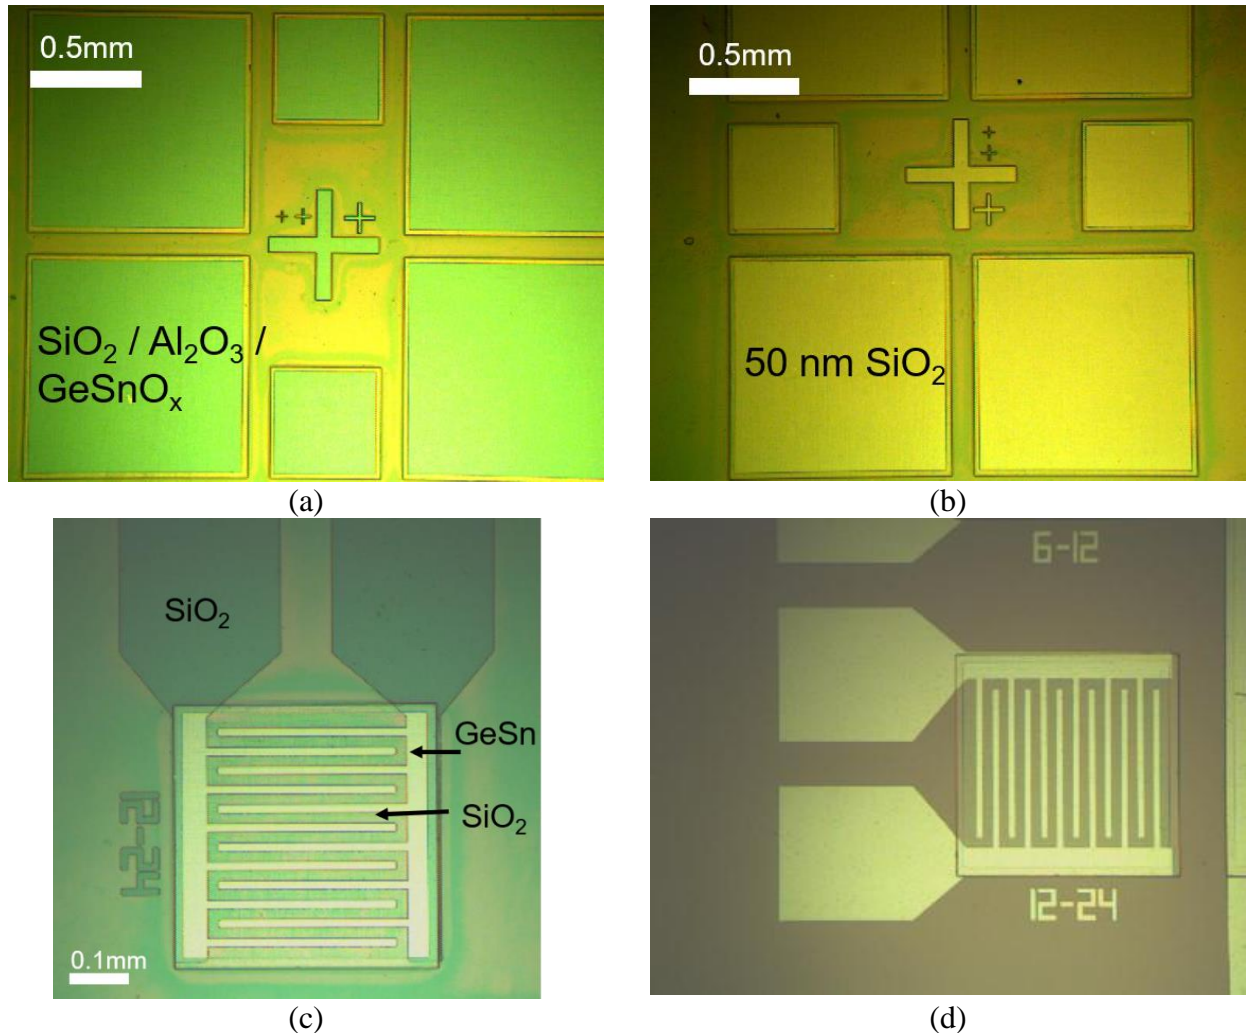 0.5mm
SiO₂ / Al₂O₃ /
GeSnOₓ
(a)
0.5mm
50 nm SiO₂
(b)
SiO₂
GeSn
SiO₂
12-24
0.1mm
(c)
6-12
12-24
(d)